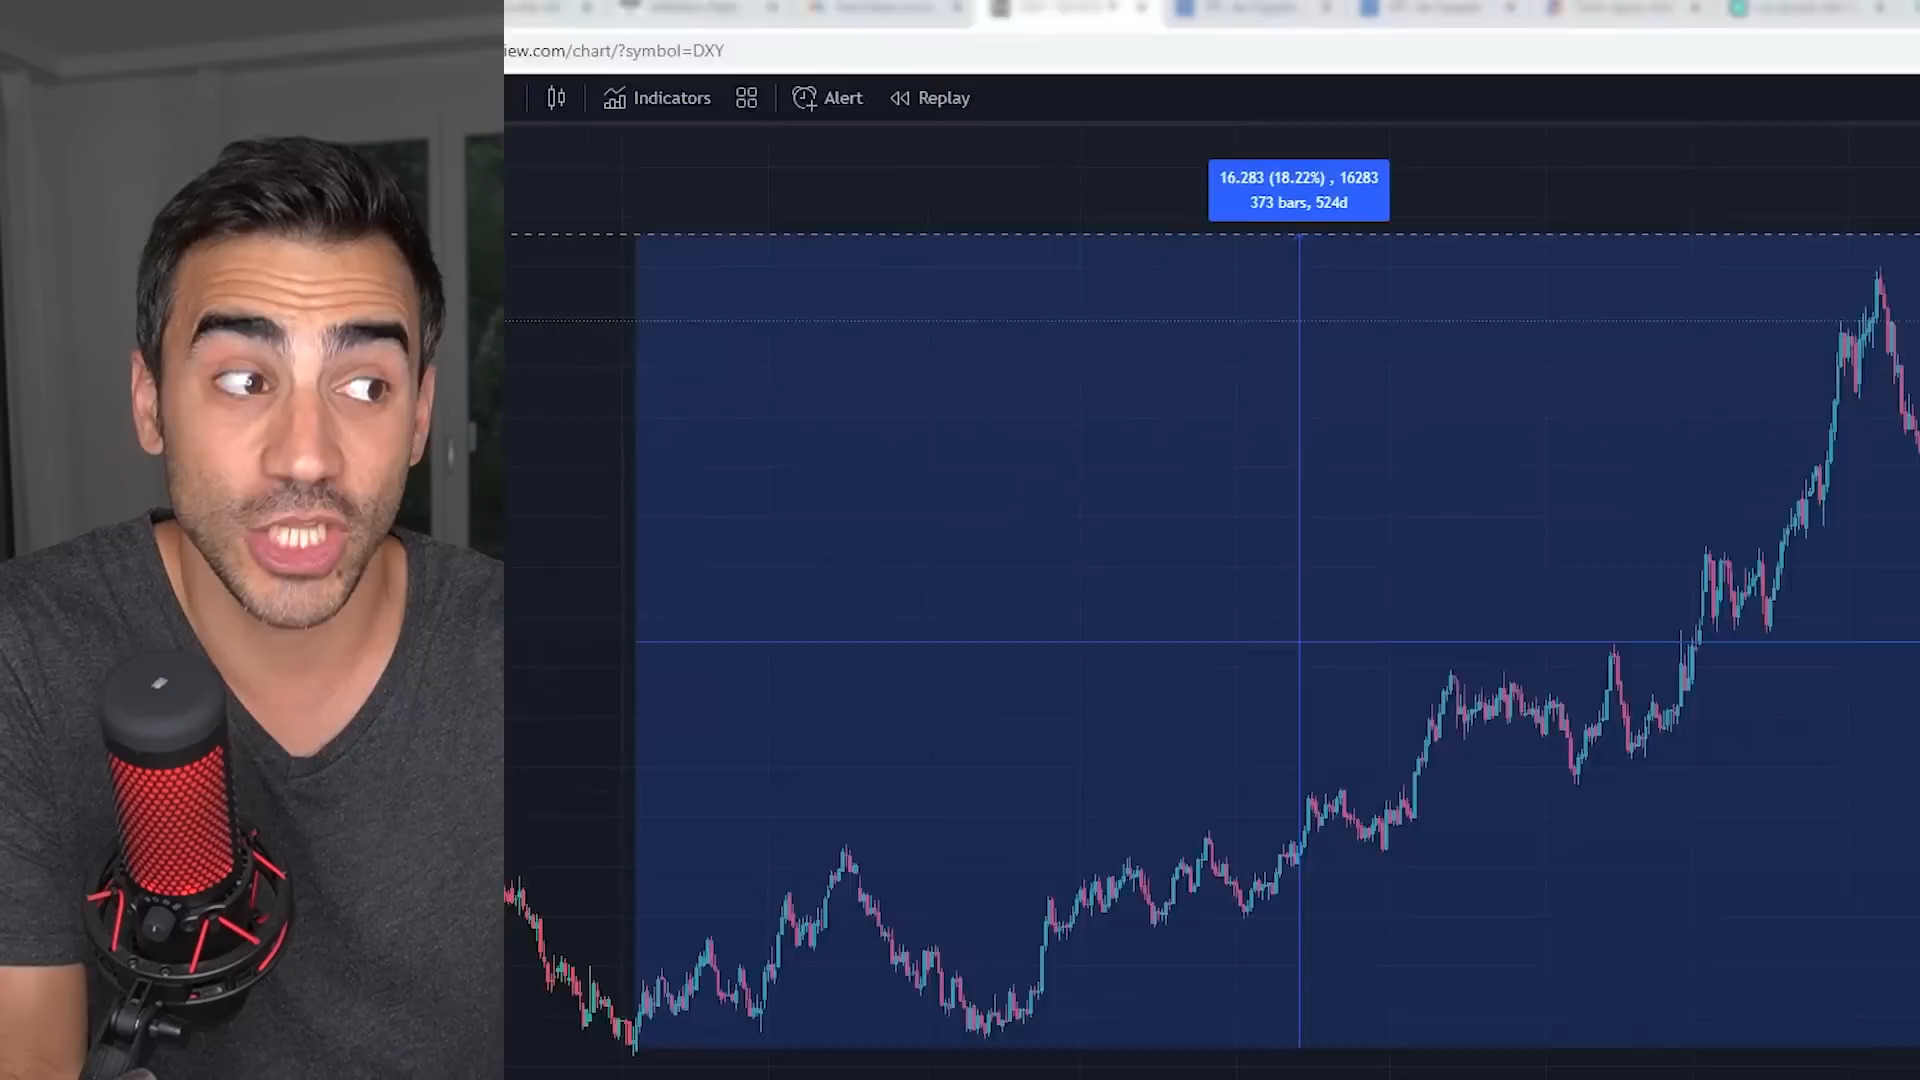 iew.com/chart/?symbol=DXY
Indicators
Alert
Replay
16.283 (18.22%) , 16283
373 bars, 524d